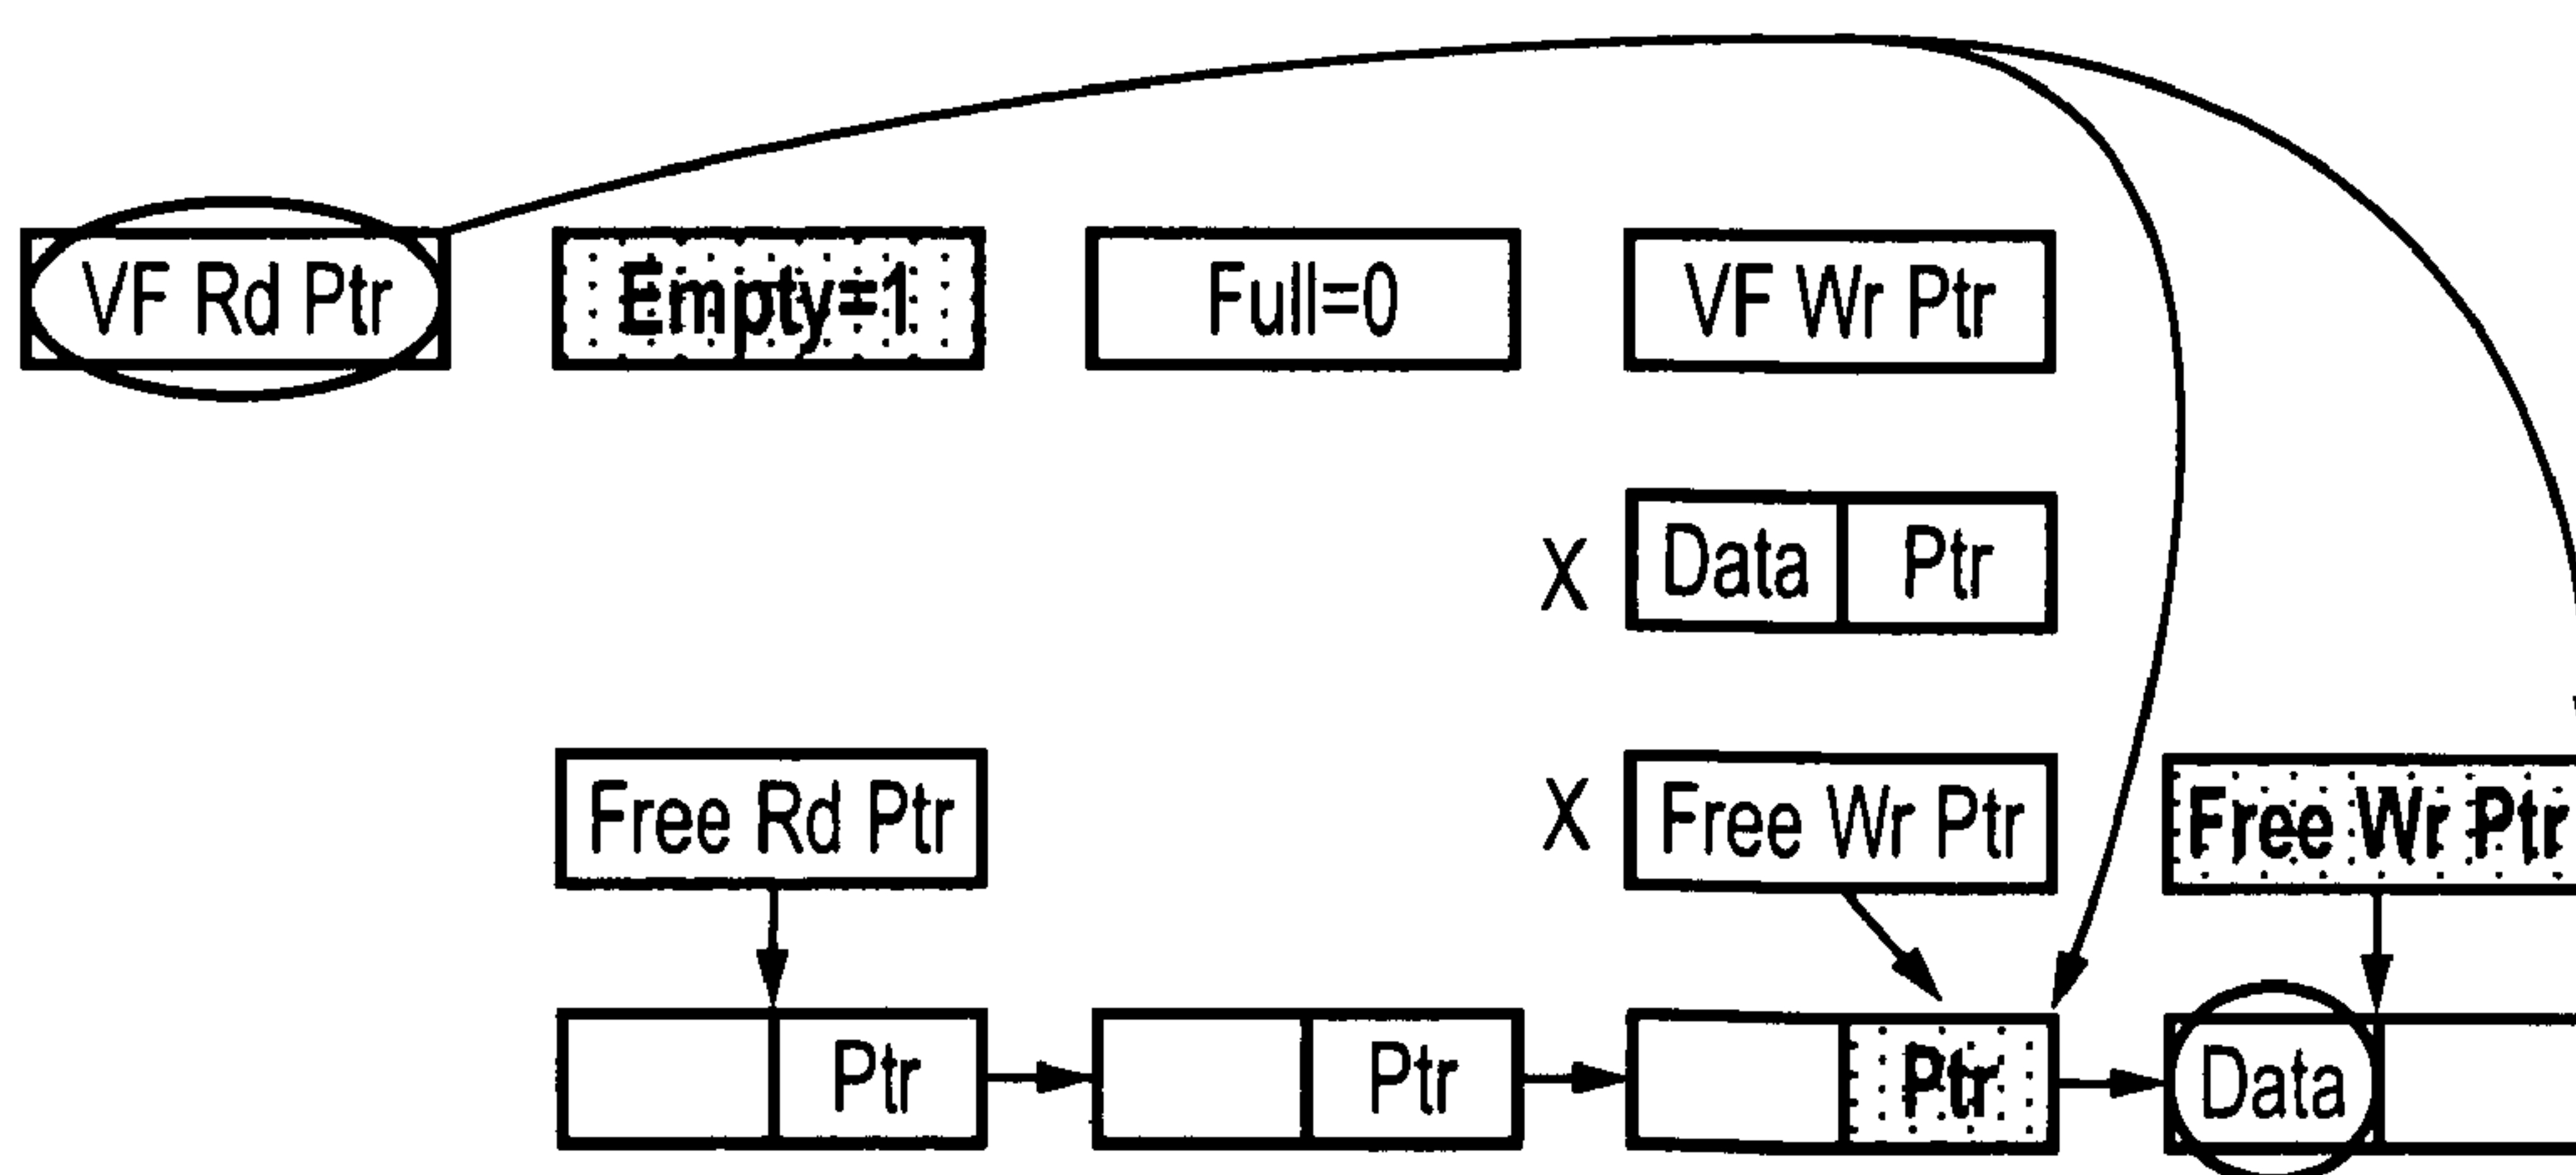 VF Rd Ptr Empty=1 Full=0 VF Wr Ptr
X Data Ptr
Free Rd Ptr X Free Wr Ptr Free Wr Ptr
Ptr Ptr Ptr Data